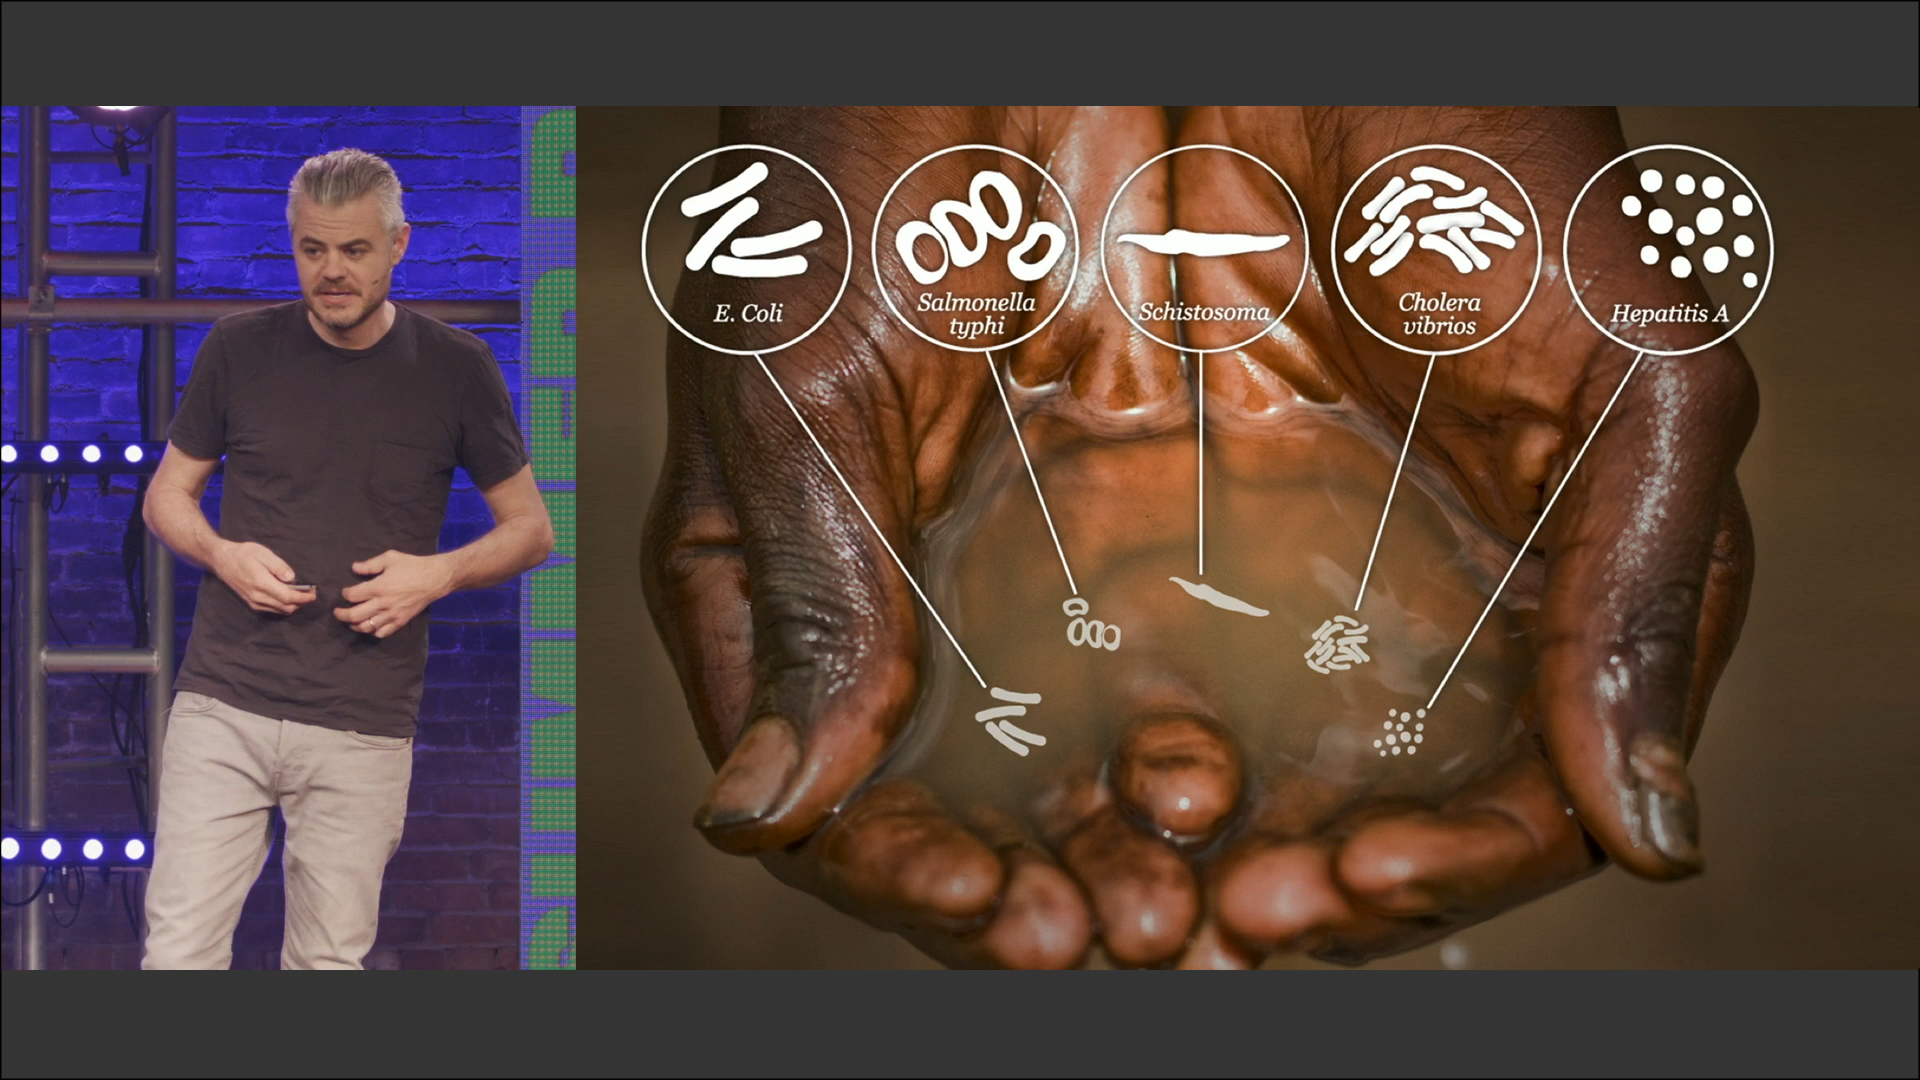 E. Coli
Salmonella
typhi
Schistosoma
Cholera
vibrios
Hepatitis A